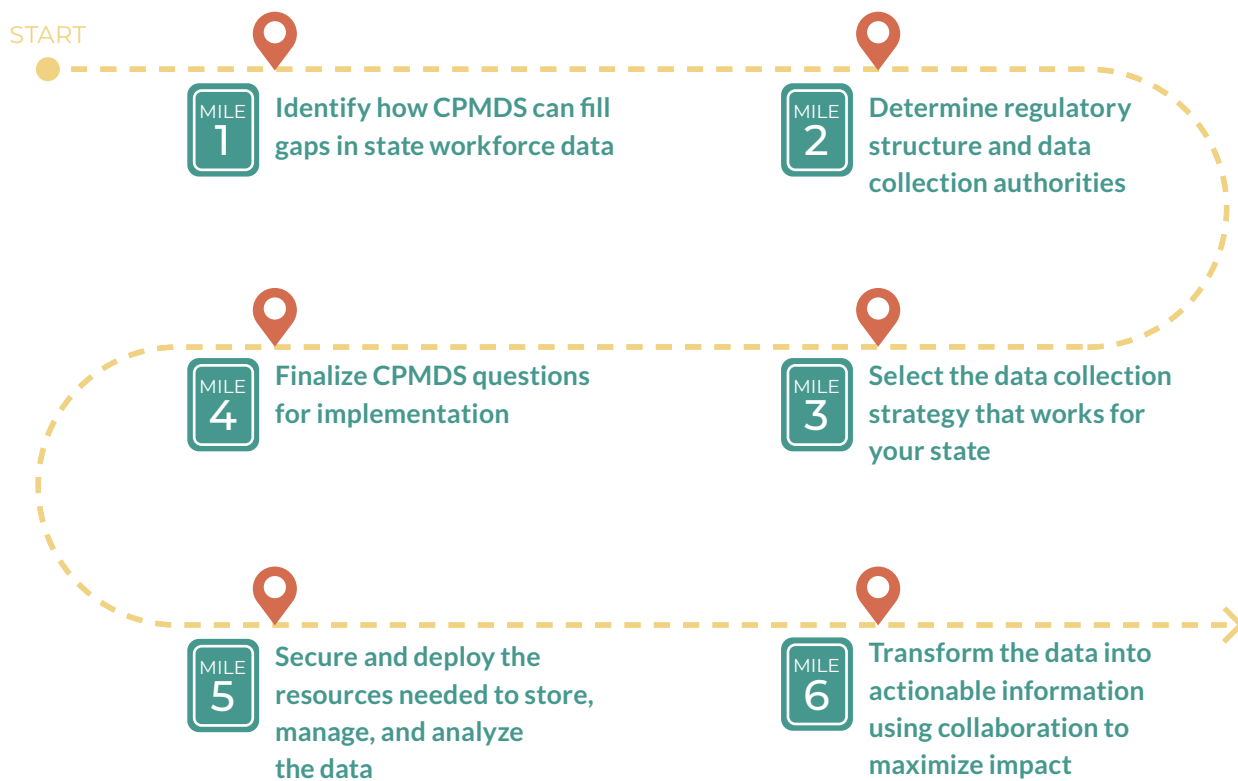 START
MILE
1
Identify how CPMDS can fill
gaps in state workforce data
MILE
2
Determine regulatory
structure and data
collection authorities
MILE
3
Select the data collection
strategy that works for
your state
MILE
4
Finalize CPMDS questions
for implementation
MILE
5
Secure and deploy the
resources needed to store,
manage, and analyze
the data
MILE
6
Transform the data into
actionable information
using collaboration to
maximize impact